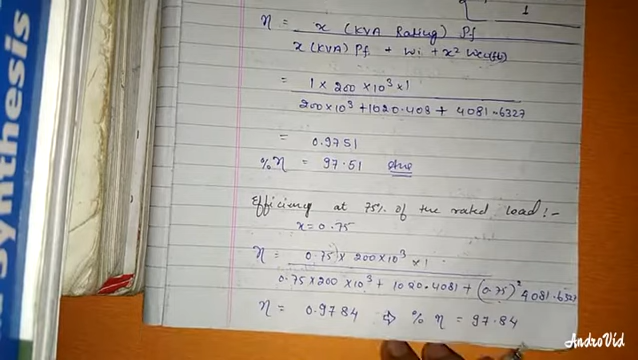 Synthesis
1
η = x (KVA Rating) Pf
x (KVA) Pf + Wi + x² Wcu(fl)
= 1 × 200 × 10³ × 1
200 × 10³ + 1020.408 + 4081.6327
= 0.9751
% η = 97.51 Ans
Efficiency at 75% of the rated load :-
x = 0.75
η = 0.75 × 200 × 10³ × 1
0.75 × 200 × 10³ + 1020.4081 + (0.75)² 4081.6327
η = 0.9784 ⇒ % η = 97.84
AndroVid